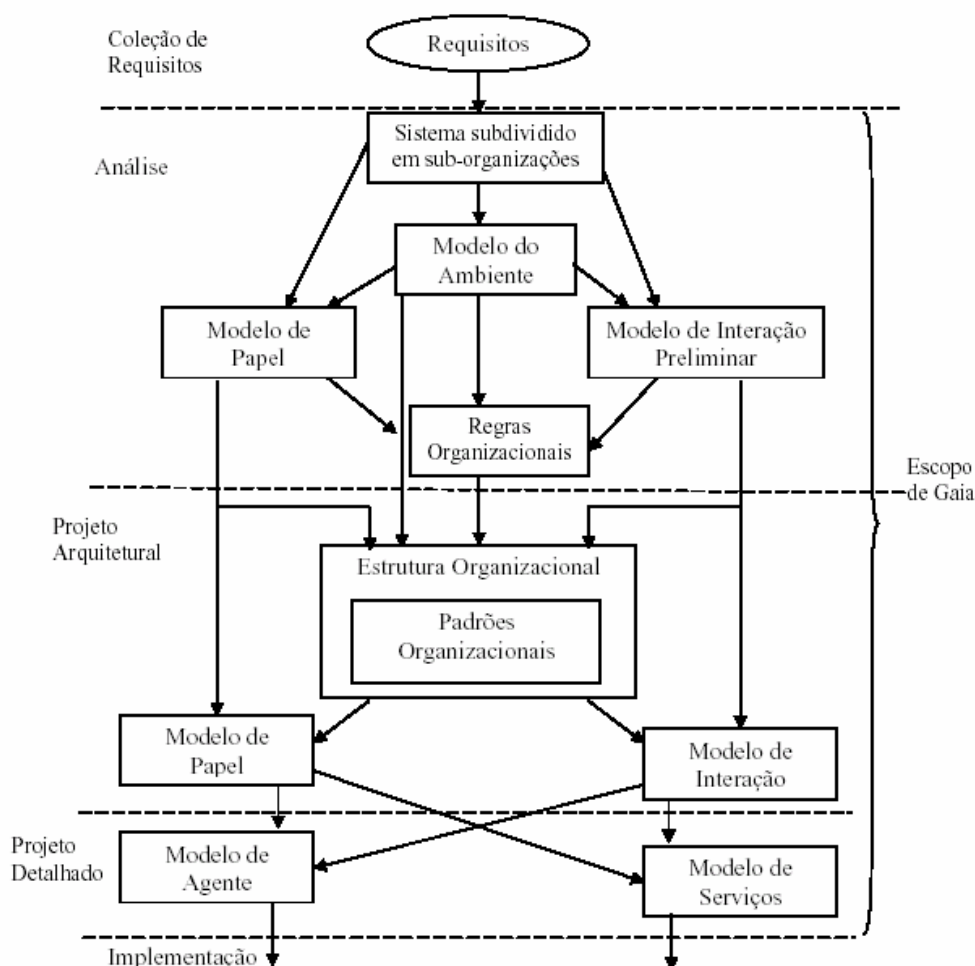 Coleção de
Requisitos
Requisitos
Análise
Sistema subdividido
em sub-organizações
Modelo do
Ambiente
Modelo de
Papel
Modelo de Interação
Preliminar
Regras
Organizacionais
Escopo
de Gaia
Projeto
Arquitetural
Estrutura Organizacional
Padrões
Organizacionais
Modelo de
Papel
Modelo de
Interação
Projeto
Detalhado
Modelo de
Agente
Modelo de
Serviços
Implementação